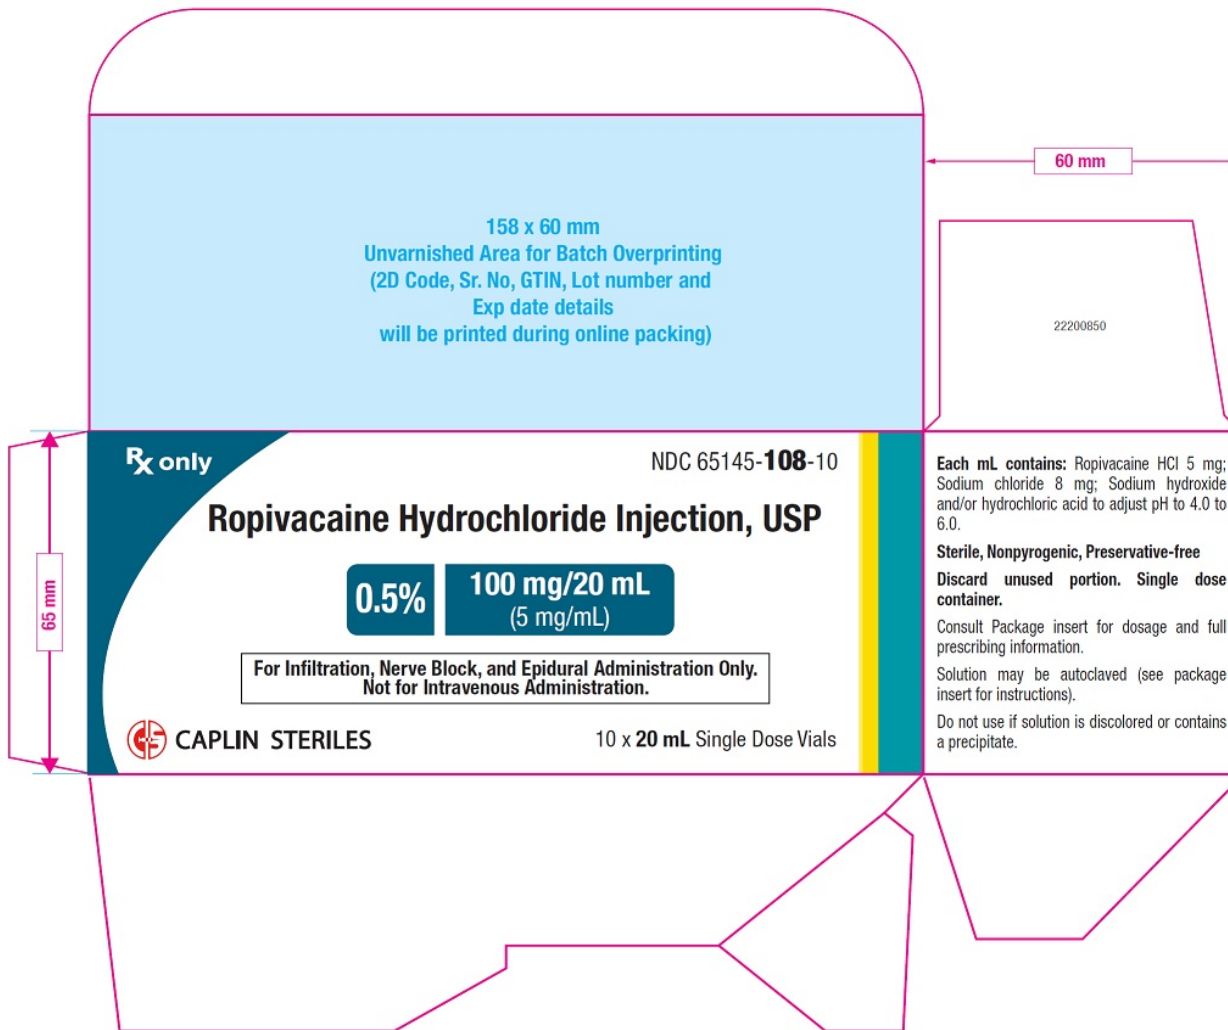 158 x 60 mm
Unvarnished Area for Batch Overprinting
(2D Code, Sr. No, GTIN, Lot number and
Exp date details
will be printed during online packing)
60 mm
22200850
65 mm
Rx only
NDC 65145-108-10
Ropivacaine Hydrochloride Injection, USP
0.5%
100 mg/20 mL
(5 mg/mL)
For Infiltration, Nerve Block, and Epidural Administration Only.
Not for Intravenous Administration.
CAPLIN STERILES
10 x 20 mL Single Dose Vials
Each mL contains: Ropivacaine HCl 5 mg;
Sodium chloride 8 mg; Sodium hydroxide
and/or hydrochloric acid to adjust pH to 4.0 to
6.0.
Sterile, Nonpyrogenic, Preservative-free
Discard unused portion. Single dose
container.
Consult Package insert for dosage and full
prescribing information.
Solution may be autoclaved (see package
insert for instructions).
Do not use if solution is discolored or contains
a precipitate.